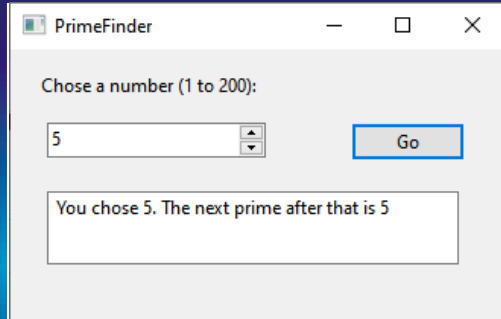 PrimeFinder
Chose a number (1 to 200):
5
Go
You chose 5. The next prime after that is 5